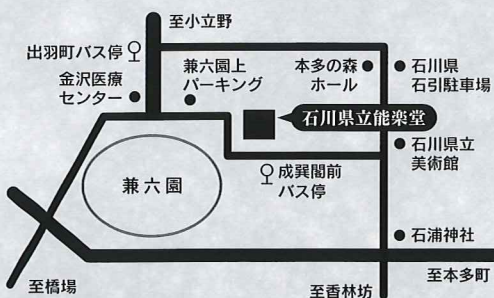 至小立野
出羽町バス停
金沢医療
センター
兼六園上
パーキング
本多の森
ホール
石川県
石引駐車場
石川県立能楽堂
石川県立
美術館
成巽閣前
バス停
兼六園
石浦神社
至本多町
至橋場
至香林坊